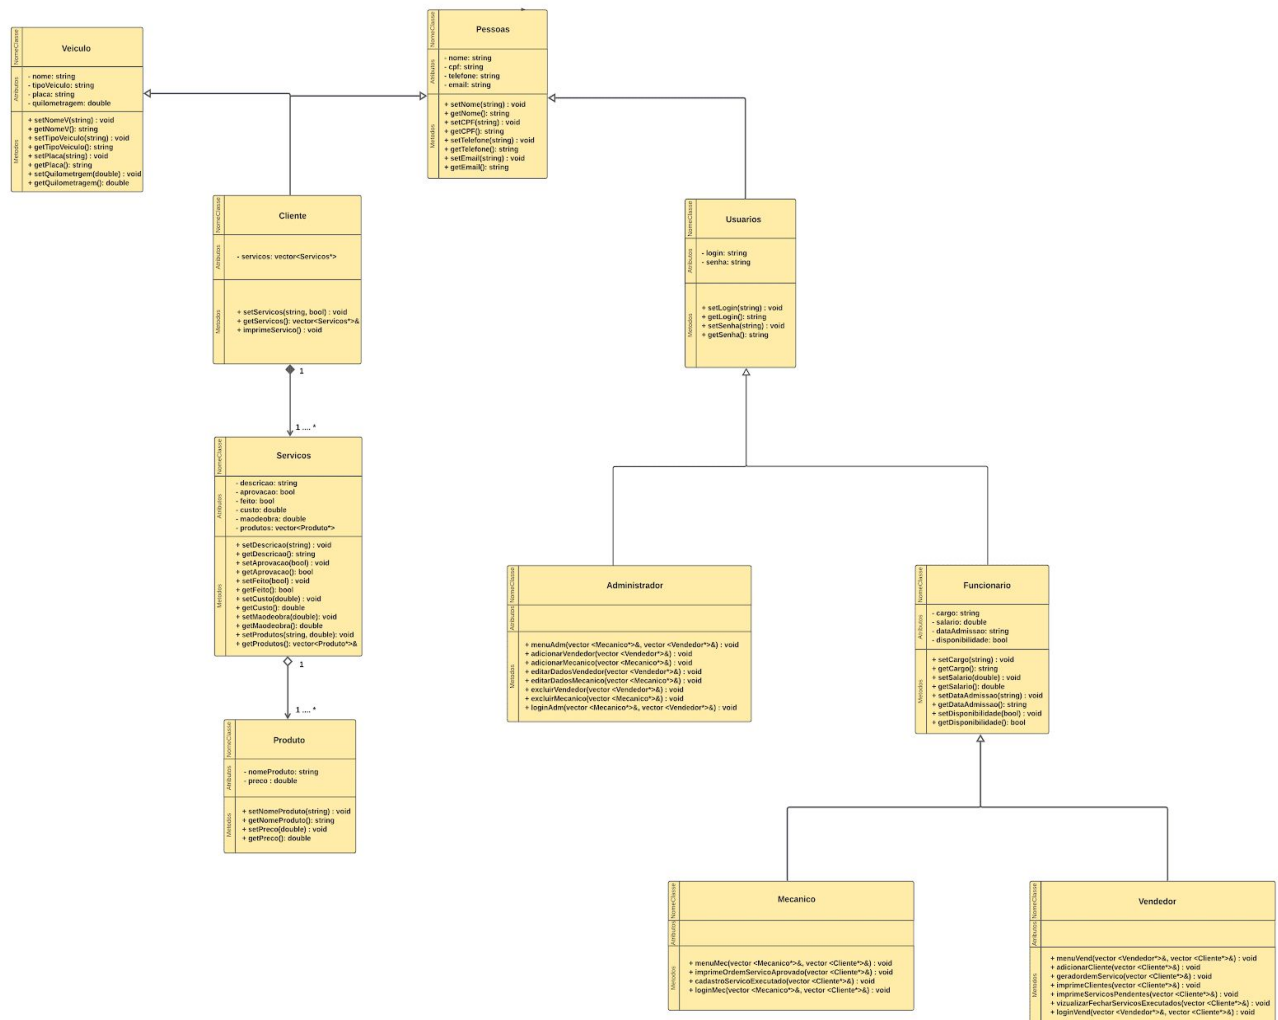 NomeClasse
Veiculo
Atributos
- nome: string
- tipoVeiculo: string
- placa: string
- quilometragem: double
Metodos
+ setNomeV(string) : void
+ getNomeV(): string
+ setTipoVeiculo(string) : void
+ getTipoVeiculo(): string
+ setPlaca(string) : void
+ getPlaca(): string
+ setQuilometrgem(double) : void
+ getQuilometragem(): double
NomeClasse
Pessoas
Atributos
- nome: string
- cpf: string
- telefone: string
- email: string
Metodos
+ setNome(string) : void
+ getNome(): string
+ setCPF(string) : void
+ getCPF(): string
+ setTelefone(string) : void
+ getTelefone(): string
+ setEmail(string) : void
+ getEmail(): string
NomeClasse
Cliente
Atributos
- servicos: vector<Servicos*>
Metodos
+ setServicos(string, bool) : void
+ getServicos(): vector<Servicos*>&
+ imprimeServico() : void
1
1 .... *
NomeClasse
Usuarios
Atributos
- login: string
- senha: string
Metodos
+ setLogin(string) : void
+ getLogin(): string
+ setSenha(string) : void
+ getSenha(): string
NomeClasse
Servicos
Atributos
- descricao: string
- aprovacao: bool
- feito: bool
- custo: double
- maodeobra: double
- produtos: vector<Produto*>
Metodos
+ setDescricao(string) : void
+ getDescricao(): string
+ setAprovacao(bool) : void
+ getAprovacao(): bool
+ setFeito(bool) : void
+ getFeito(): bool
+ setCusto(double) : void
+ getCusto(): double
+ setMaodeobra(double): void
+ getMaodeobra(): double
+ setProdutos(string, double): void
+ getProdutos(): vector<Produto*>&
1
1 .... *
NomeClasse
Produto
Atributos
- nomeProduto: string
- preco : double
Metodos
+ setNomeProduto(string) : void
+ getNomeProduto(): string
+ setPreco(double) : void
+ getPreco(): double
NomeClasse
Administrador
Atributos
Metodos
+ menuAdm(vector <Mecanico*>&, vector <Vendedor*>&) : void
+ adicionarVendedor(vector <Vendedor*>&) : void
+ adicionarMecanico(vector <Mecanico*>&) : void
+ editarDadosVendedor(vector <Vendedor*>&) : void
+ editarDadosMecanico(vector <Mecanico*>&) : void
+ excluirVendedor(vector <Vendedor*>&) : void
+ excluirMecanico(vector <Mecanico*>&) : void
+ loginAdm(vector <Mecanico*>&, vector <Vendedor*>&) : void
NomeClasse
Funcionario
Atributos
- cargo: string
- salario: double
- dataAdmissao: string
- disponibilidade: bool
Metodos
+ setCargo(string) : void
+ getCargo(): string
+ setSalario(double) : void
+ getSalario(): double
+ setDataAdmissao(string) : void
+ getDataAdmissao(): string
+ setDisponibilidade(bool) : void
+ getDisponibilidade(): bool
NomeClasse
Mecanico
Atributos
Metodos
+ menuMec(vector <Mecanico*>&, vector <Cliente*>&) : void
+ imprimeOrdemServicoAprovado(vector <Cliente*>&) : void
+ cadastroServicoExecutado(vector <Cliente*>&) : void
+ loginMec(vector <Mecanico*>&, vector <Cliente*>&) : void
NomeClasse
Vendedor
Atributos
Metodos
+ menuVend(vector <Vendedor*>&, vector <Cliente*>&) : void
+ adicionarCliente(vector <Cliente*>&) : void
+ geradordemServico(vector <Cliente*>&) : void
+ imprimeClientes(vector <Cliente*>&) : void
+ imprimeServicosPendentes(vector <Cliente*>&) : void
+ vizualizarFecharServicosExecutados(vector <Cliente*>&) : void
+ loginVend(vector <Vendedor*>&, vector <Cliente*>&) : void